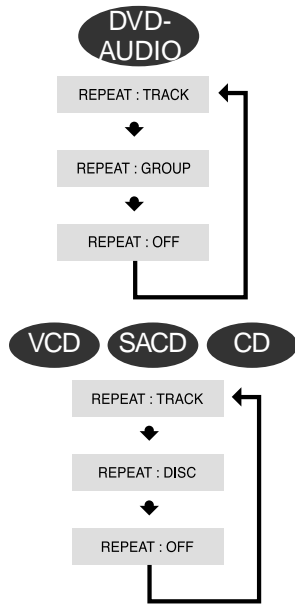 DVD-
AUDIO
REPEAT : TRACK
REPEAT : GROUP
REPEAT : OFF
VCD SACD CD
REPEAT : TRACK
REPEAT : DISC
REPEAT : OFF